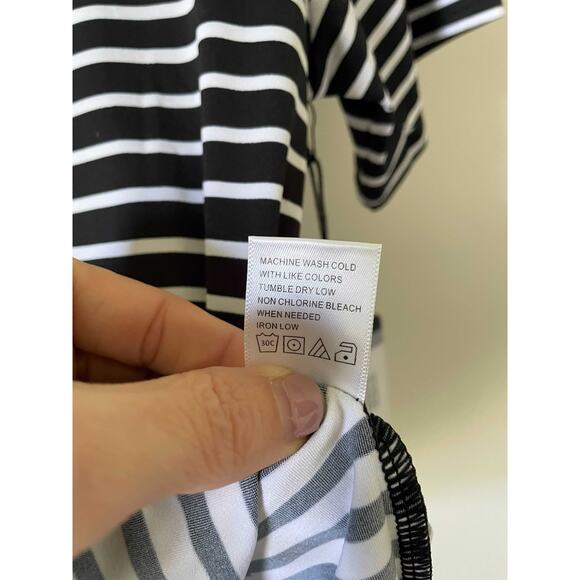 MACHINE WASH COLD
WITH LIKE COLORS
TUMBLE DRY LOW
NON CHLORINE BLEACH
WHEN NEEDED
IRON LOW
30C